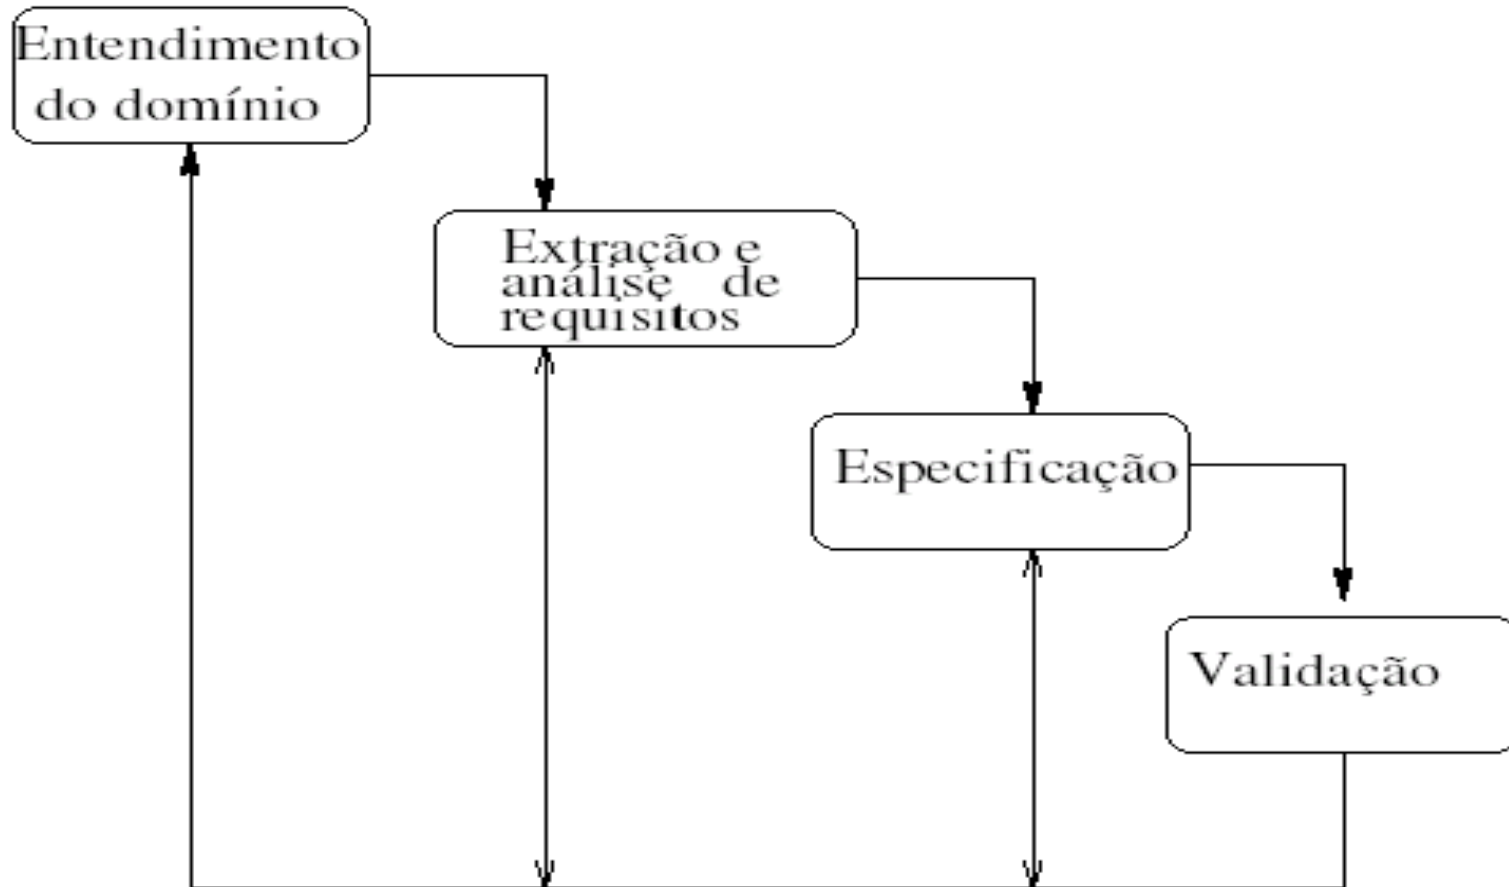 Entendimento
do domínio
Extração e
análise de
requisitos
Especificação
Validação